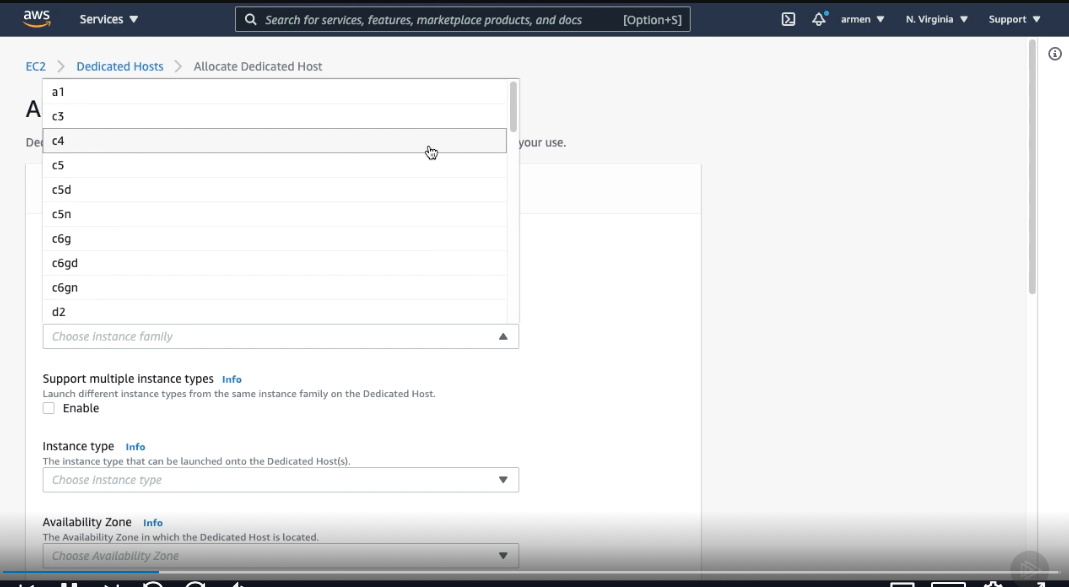 aws
Services
Search for services, features, marketplace products, and docs [Option+S]
armen
N. Virginia
Support
EC2 > Dedicated Hosts > Allocate Dedicated Host
A
De
your use.
a1
c3
c4
c5
c5d
c5n
c6g
c6gd
c6gn
d2
Choose instance family
Support multiple instance types Info
Launch different instance types from the same instance family on the Dedicated Host.
Enable
Instance type Info
The instance type that can be launched onto the Dedicated Host(s).
Choose instance type
Availability Zone Info
The Availability Zone in which the Dedicated Host is located.
Choose Availability Zone